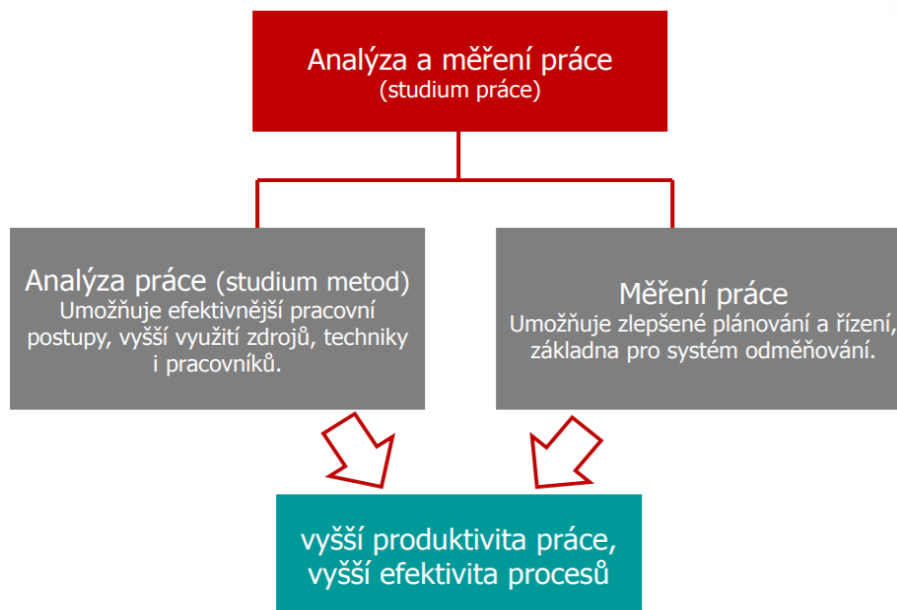 Analýza a měření práce
(studium práce)
Analýza práce (studium metod)
Umožňuje efektivnější pracovní
postupy, vyšší využití zdrojů, techniky
i pracovníků.
Měření práce
Umožňuje zlepšené plánování a řízení,
základna pro systém odměňování.
vyšší produktivita práce,
vyšší efektivita procesů